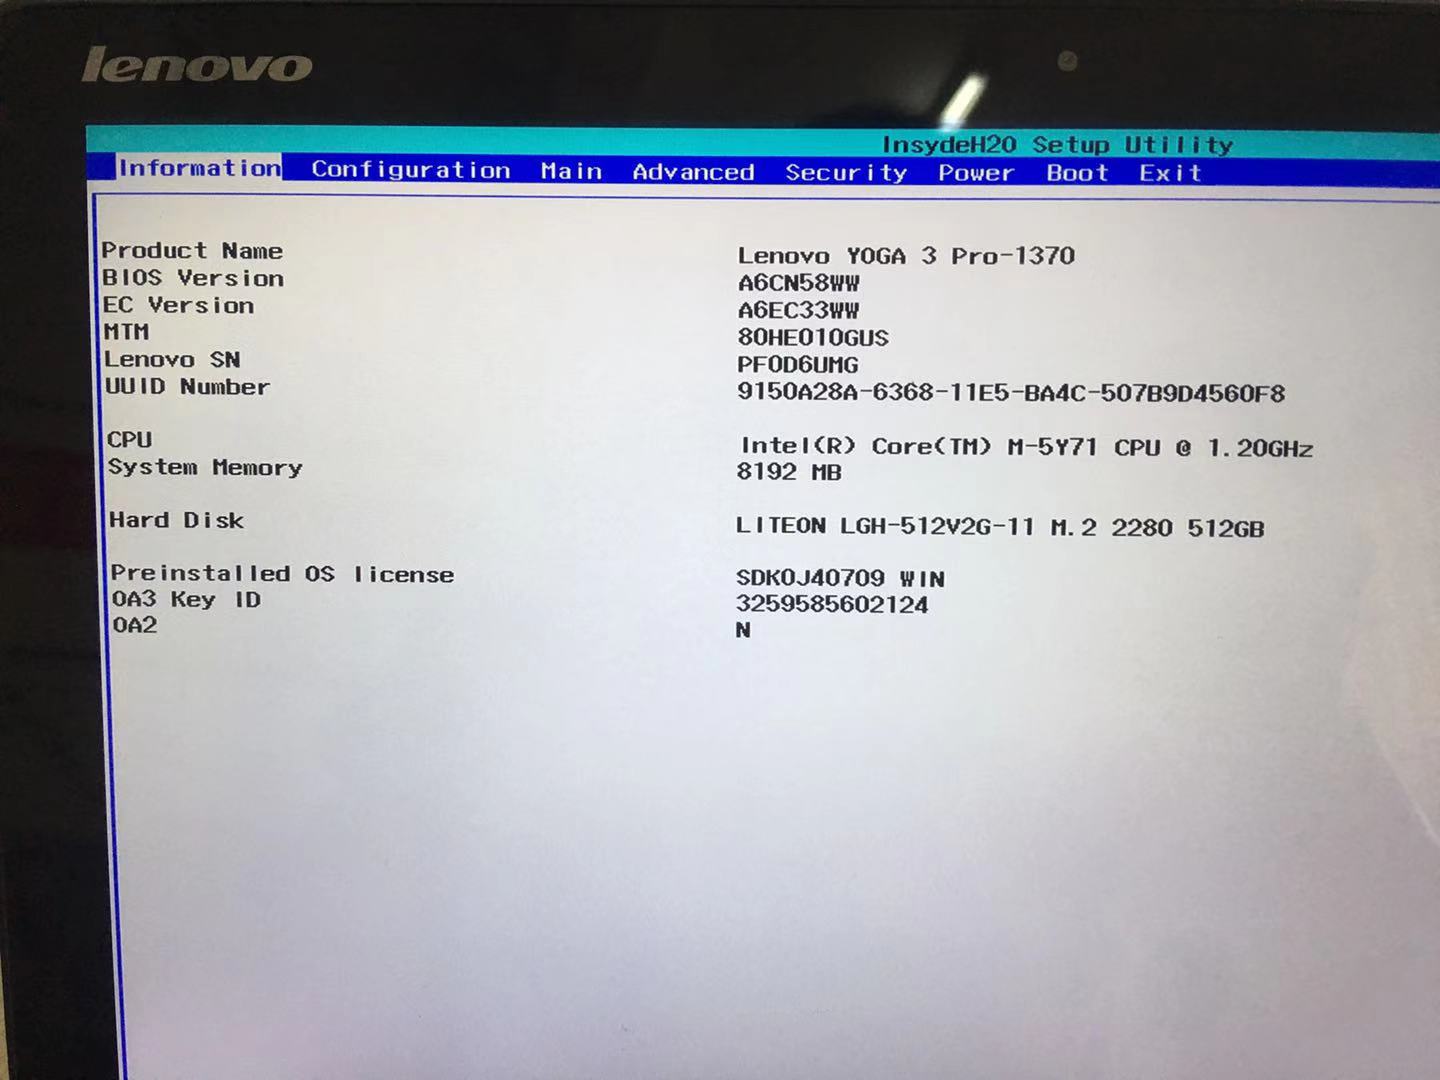 lenovo
InsydeH20 Setup Utility
Information Configuration Main Advanced Security Power Boot Exit
Product Name Lenovo YOGA 3 Pro-1370
BIOS Version A6CN58WW
EC Version A6EC33WW
MTM 80HE010GUS
Lenovo SN PF0D6UMG
UUID Number 9150A28A-6368-11E5-BA4C-507B9D4560F8
CPU Intel(R) Core(TM) M-5Y71 CPU @ 1.20GHz
System Memory 8192 MB
Hard Disk LITEON LGH-512V2G-11 M.2 2280 512GB
Preinstalled OS license SDK0J40709 WIN
OA3 Key ID 3259585602124
OA2 N